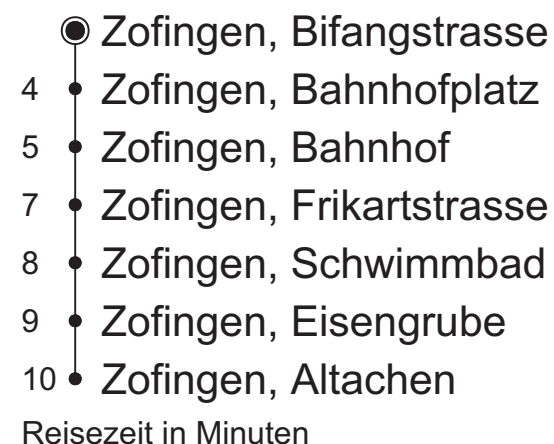 Zofingen, Bifangstrasse
4 Zofingen, Bahnhofplatz
5 Zofingen, Bahnhof
7 Zofingen, Frikartstrasse
8 Zofingen, Schwimmbad
9 Zofingen, Eisengrube
10 Zofingen, Altachen
Reisezeit in Minuten